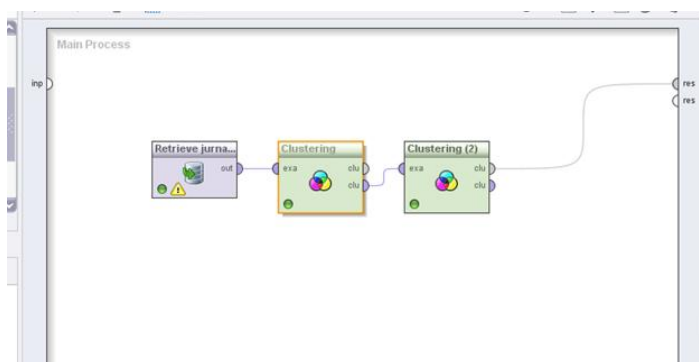 Main Process
inp
res
res
Retrieve jurna...
out
Clustering
exa
clu
clu
Clustering (2)
exa
clu
clu